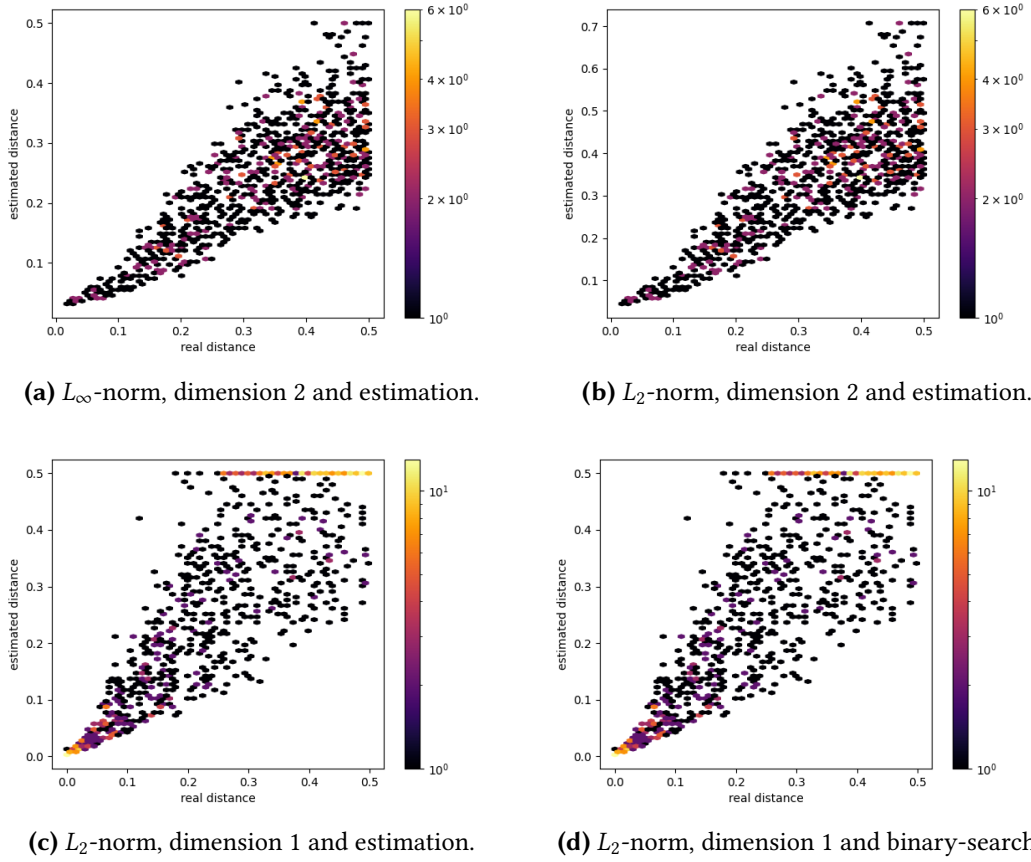 0.5
0.4
0.3
0.2
0.1
estimated distance
0.0 0.1 0.2 0.3 0.4 0.5
real distance
6 × 10⁰
4 × 10⁰
3 × 10⁰
2 × 10⁰
10⁰
0.7
0.6
0.5
0.4
0.3
0.2
0.1
estimated distance
0.0 0.1 0.2 0.3 0.4 0.5
real distance
6 × 10⁰
4 × 10⁰
3 × 10⁰
2 × 10⁰
10⁰
(a) L∞-norm, dimension 2 and estimation.
(b) L₂-norm, dimension 2 and estimation.
0.5
0.4
0.3
0.2
0.1
0.0
estimated distance
0.0 0.1 0.2 0.3 0.4 0.5
real distance
10¹
10⁰
0.5
0.4
0.3
0.2
0.1
0.0
estimated distance
0.0 0.1 0.2 0.3 0.4 0.5
real distance
10¹
10⁰
(c) L₂-norm, dimension 1 and estimation.
(d) L₂-norm, dimension 1 and binary-search